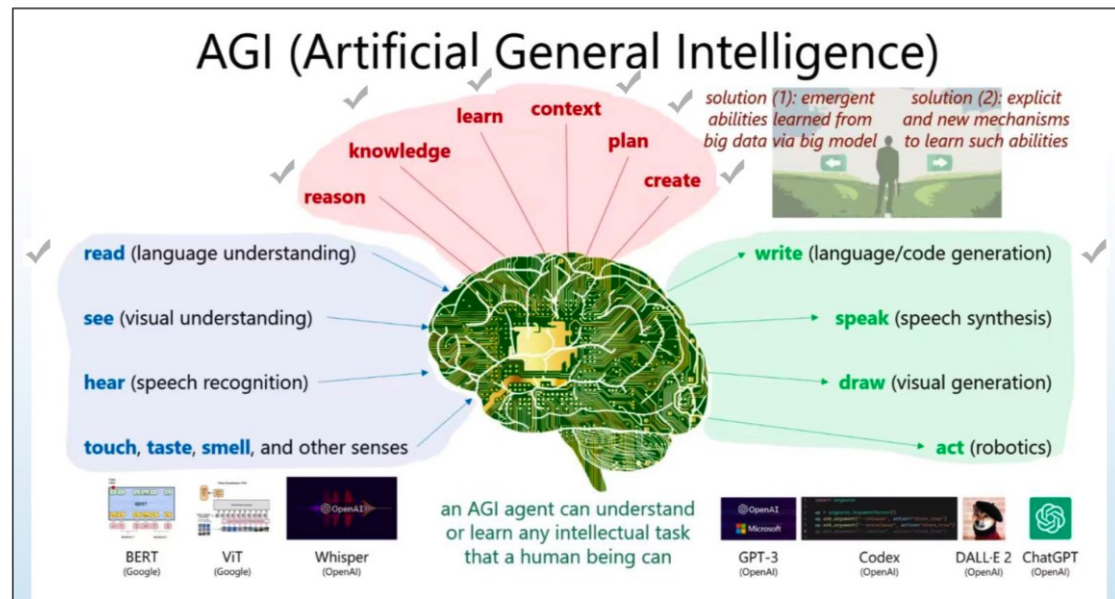 AGI (Artificial General Intelligence)
solution (1): emergent
abilities learned from
big data via big model
solution (2): explicit
and new mechanisms
to learn such abilities
reason
knowledge
learn
context
plan
create
read (language understanding)
see (visual understanding)
hear (speech recognition)
touch, taste, smell, and other senses
write (language/code generation)
speak (speech synthesis)
draw (visual generation)
act (robotics)
BERT
OpenAI
BERT
(Google)
ViT
(Google)
Whisper
(OpenAI)
an AGI agent can understand
or learn any intellectual task
that a human being can
OpenAI
Microsoft
GPT-3
(OpenAI)
Codex
(OpenAI)
DALL·E 2
(OpenAI)
ChatGPT
(OpenAI)